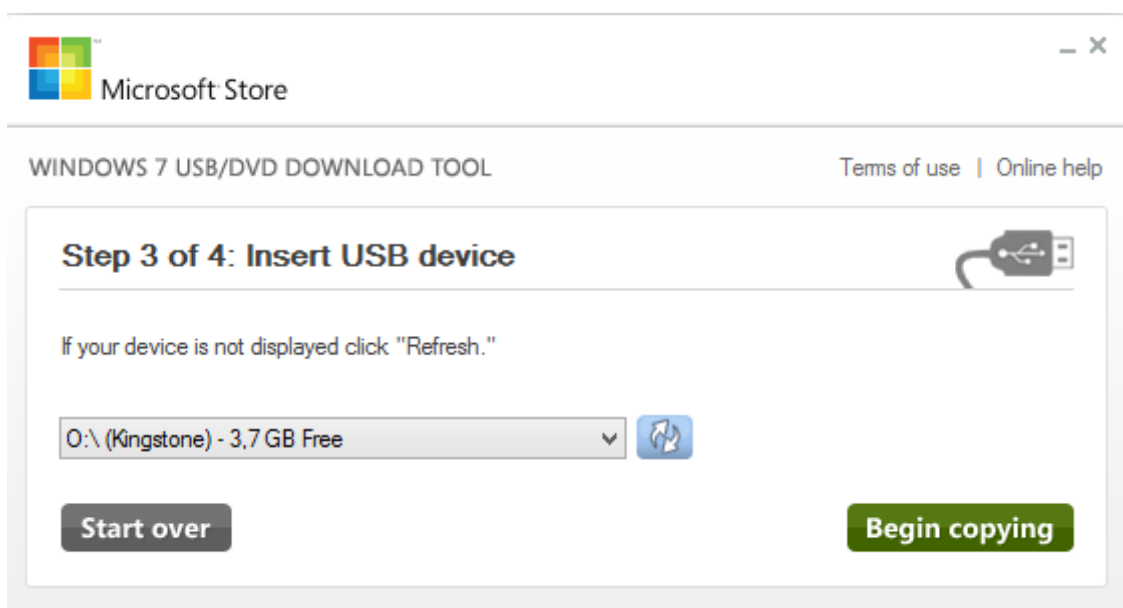 Microsoft Store
WINDOWS 7 USB/DVD DOWNLOAD TOOL
Terms of use | Online help
Step 3 of 4: Insert USB device
If your device is not displayed click "Refresh."
O:\ (Kingstone) - 3,7 GB Free
Start over
Begin copying